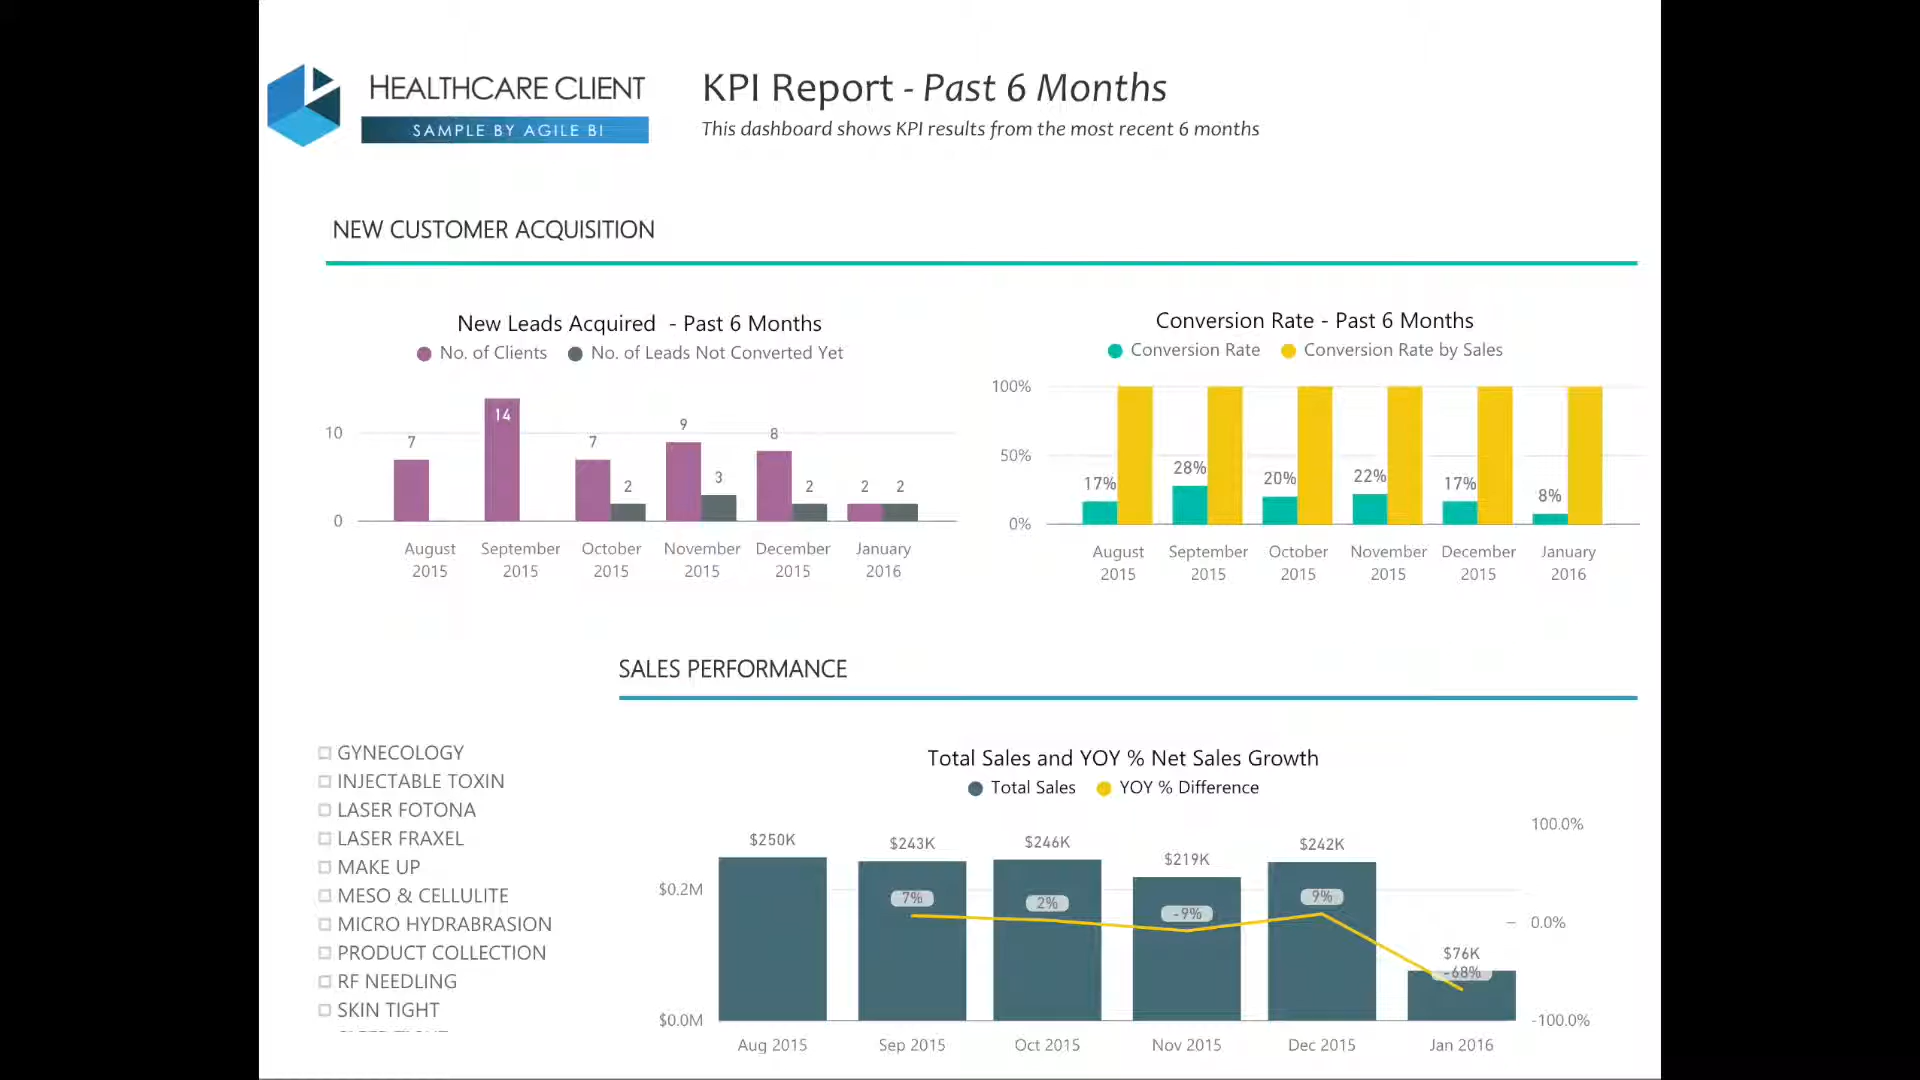 HEALTHCARE CLIENT
SAMPLE BY AGILE BI
KPI Report - Past 6 Months
This dashboard shows KPI results from the most recent 6 months
NEW CUSTOMER ACQUISITION
New Leads Acquired - Past 6 Months
No. of Clients No. of Leads Not Converted Yet
10
0
7
14
7
2
9
3
8
2
2
2
August September October November December January
2015 2015 2015 2015 2015 2016
Conversion Rate - Past 6 Months
Conversion Rate Conversion Rate by Sales
100%
50%
0%
17%
28%
20%
22%
17%
8%
August September October November December January
2015 2015 2015 2015 2015 2016
SALES PERFORMANCE
GYNECOLOGY
INJECTABLE TOXIN
LASER FOTONA
LASER FRAXEL
MAKE UP
MESO & CELLULITE
MICRO HYDRABRASION
PRODUCT COLLECTION
RF NEEDLING
SKIN TIGHT
Total Sales and YOY % Net Sales Growth
Total Sales YOY % Difference
$0.2M
$0.0M
$250K
$243K
$246K
$219K
$242K
$76K
7%
2%
-9%
9%
-68%
100.0%
0.0%
-100.0%
Aug 2015 Sep 2015 Oct 2015 Nov 2015 Dec 2015 Jan 2016